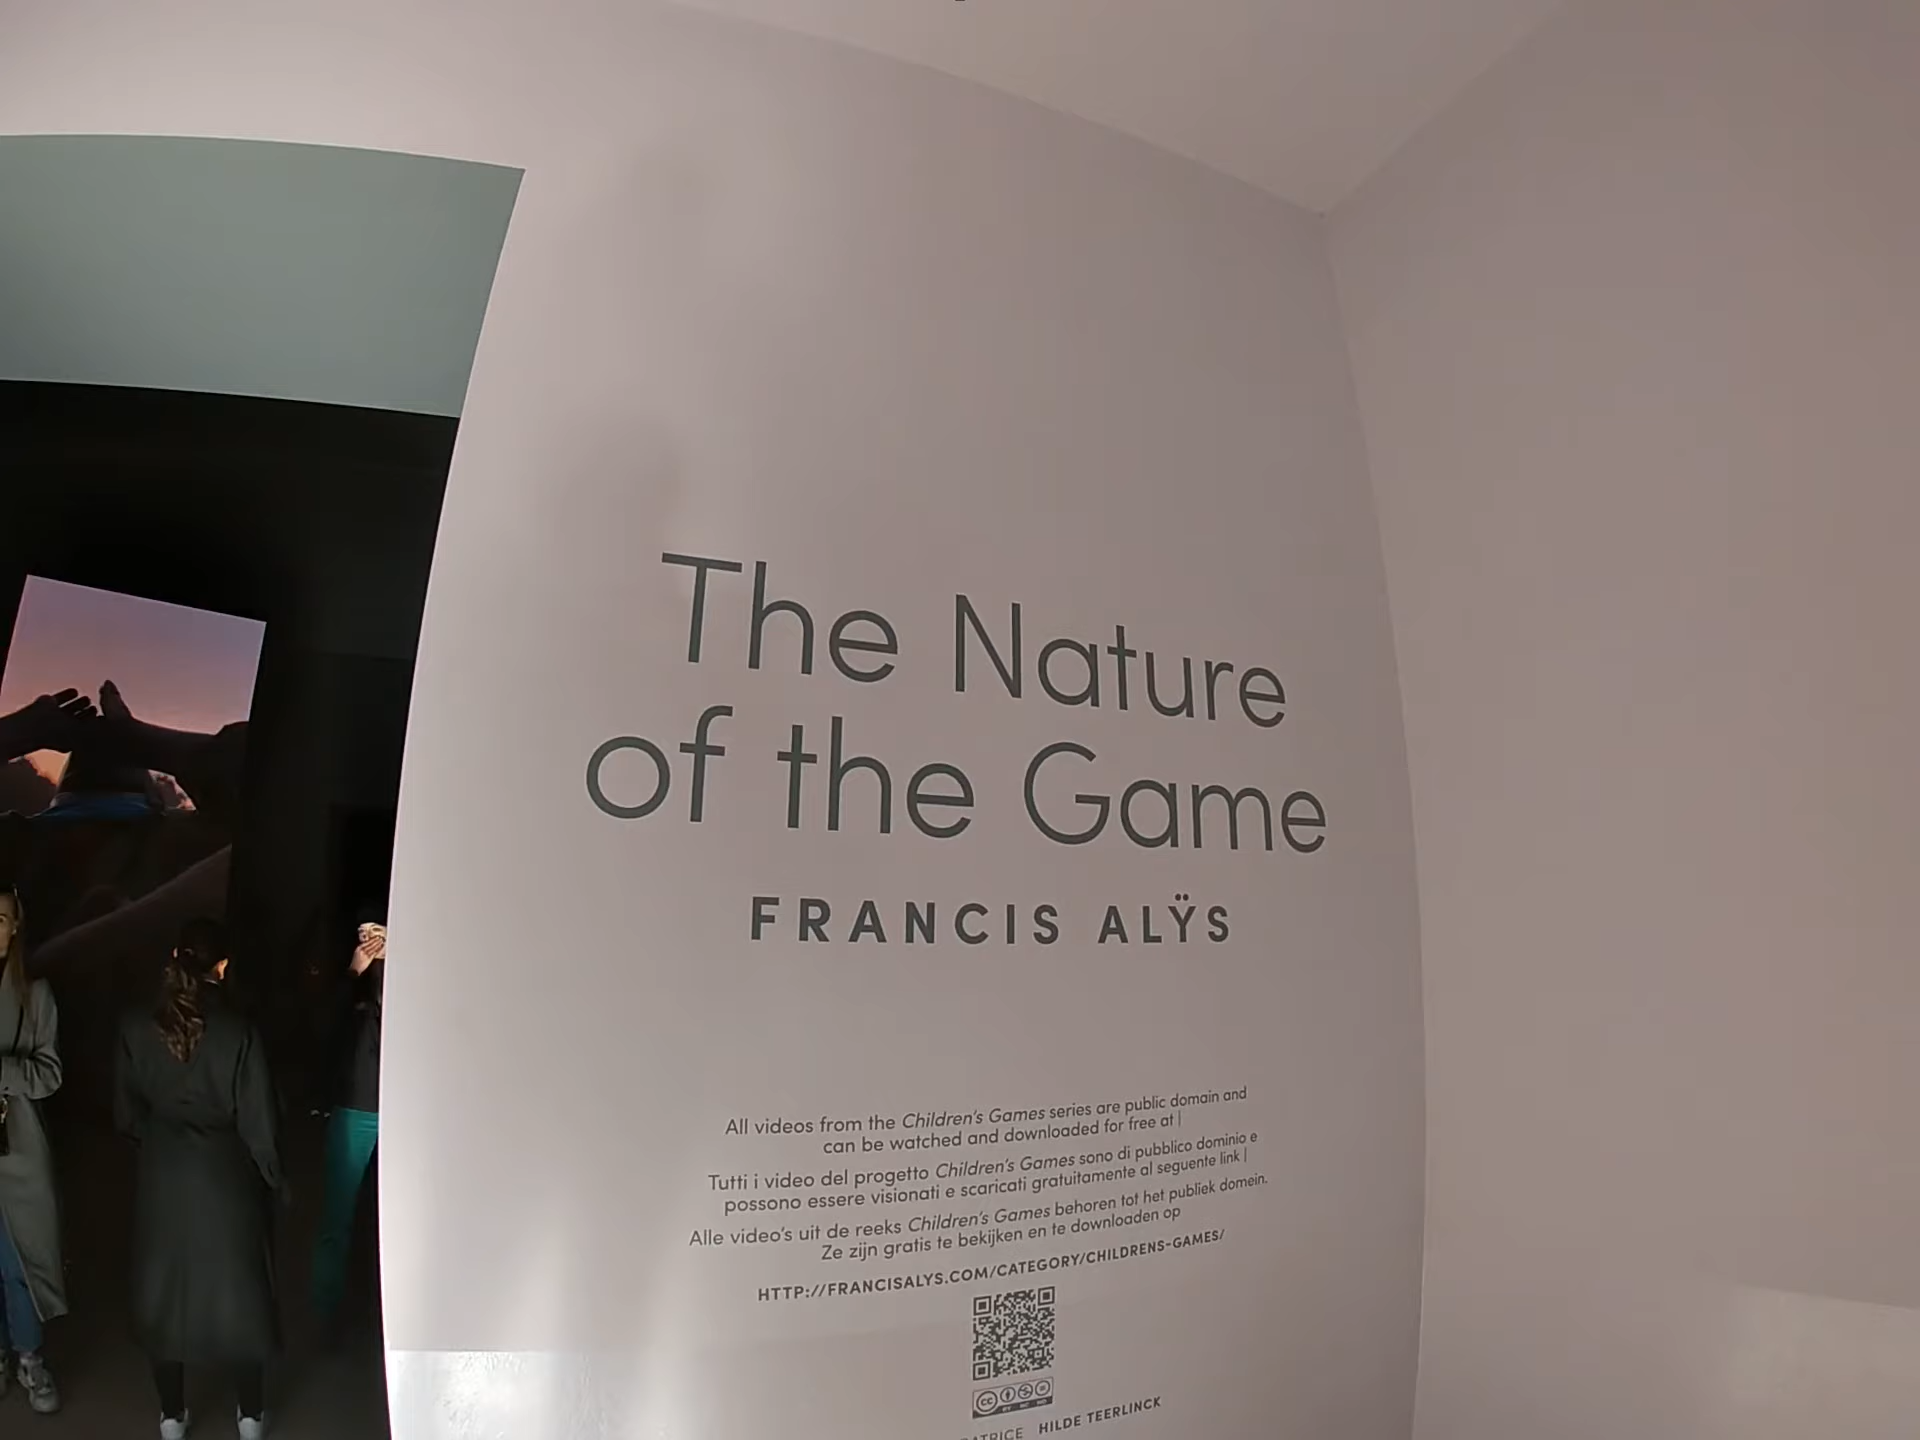 The Nature
of the Game
FRANCIS ALŸS
All videos from the Children's Games series are public domain and
can be watched and downloaded for free at |
Tutti i video del progetto Children's Games sono di pubblico dominio e
possono essere visionati e scaricati gratuitamente al seguente link |
Alle video's uit de reeks Children's Games behoren tot het publiek domein.
Ze zijn gratis te bekijken en te downloaden op
HTTP://FRANCISALYS.COM/CATEGORY/CHILDRENS-GAMES/
CC
HILDE TEERLINCK